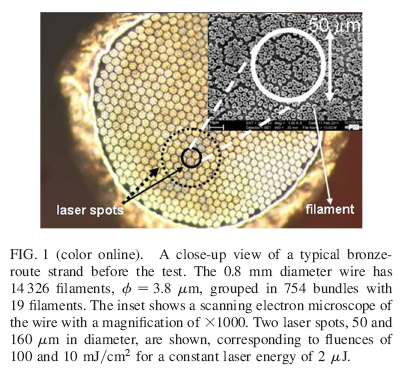 50 μm
laser spots
filament
FIG. 1 (color online). A close-up view of a typical bronze-
route strand before the test. The 0.8 mm diameter wire has
14 326 filaments, ϕ = 3.8 μm, grouped in 754 bundles with
19 filaments. The inset shows a scanning electron microscope of
the wire with a magnification of ×1000. Two laser spots, 50 and
160 μm in diameter, are shown, corresponding to fluences of
100 and 10 mJ/cm² for a constant laser energy of 2 μJ.